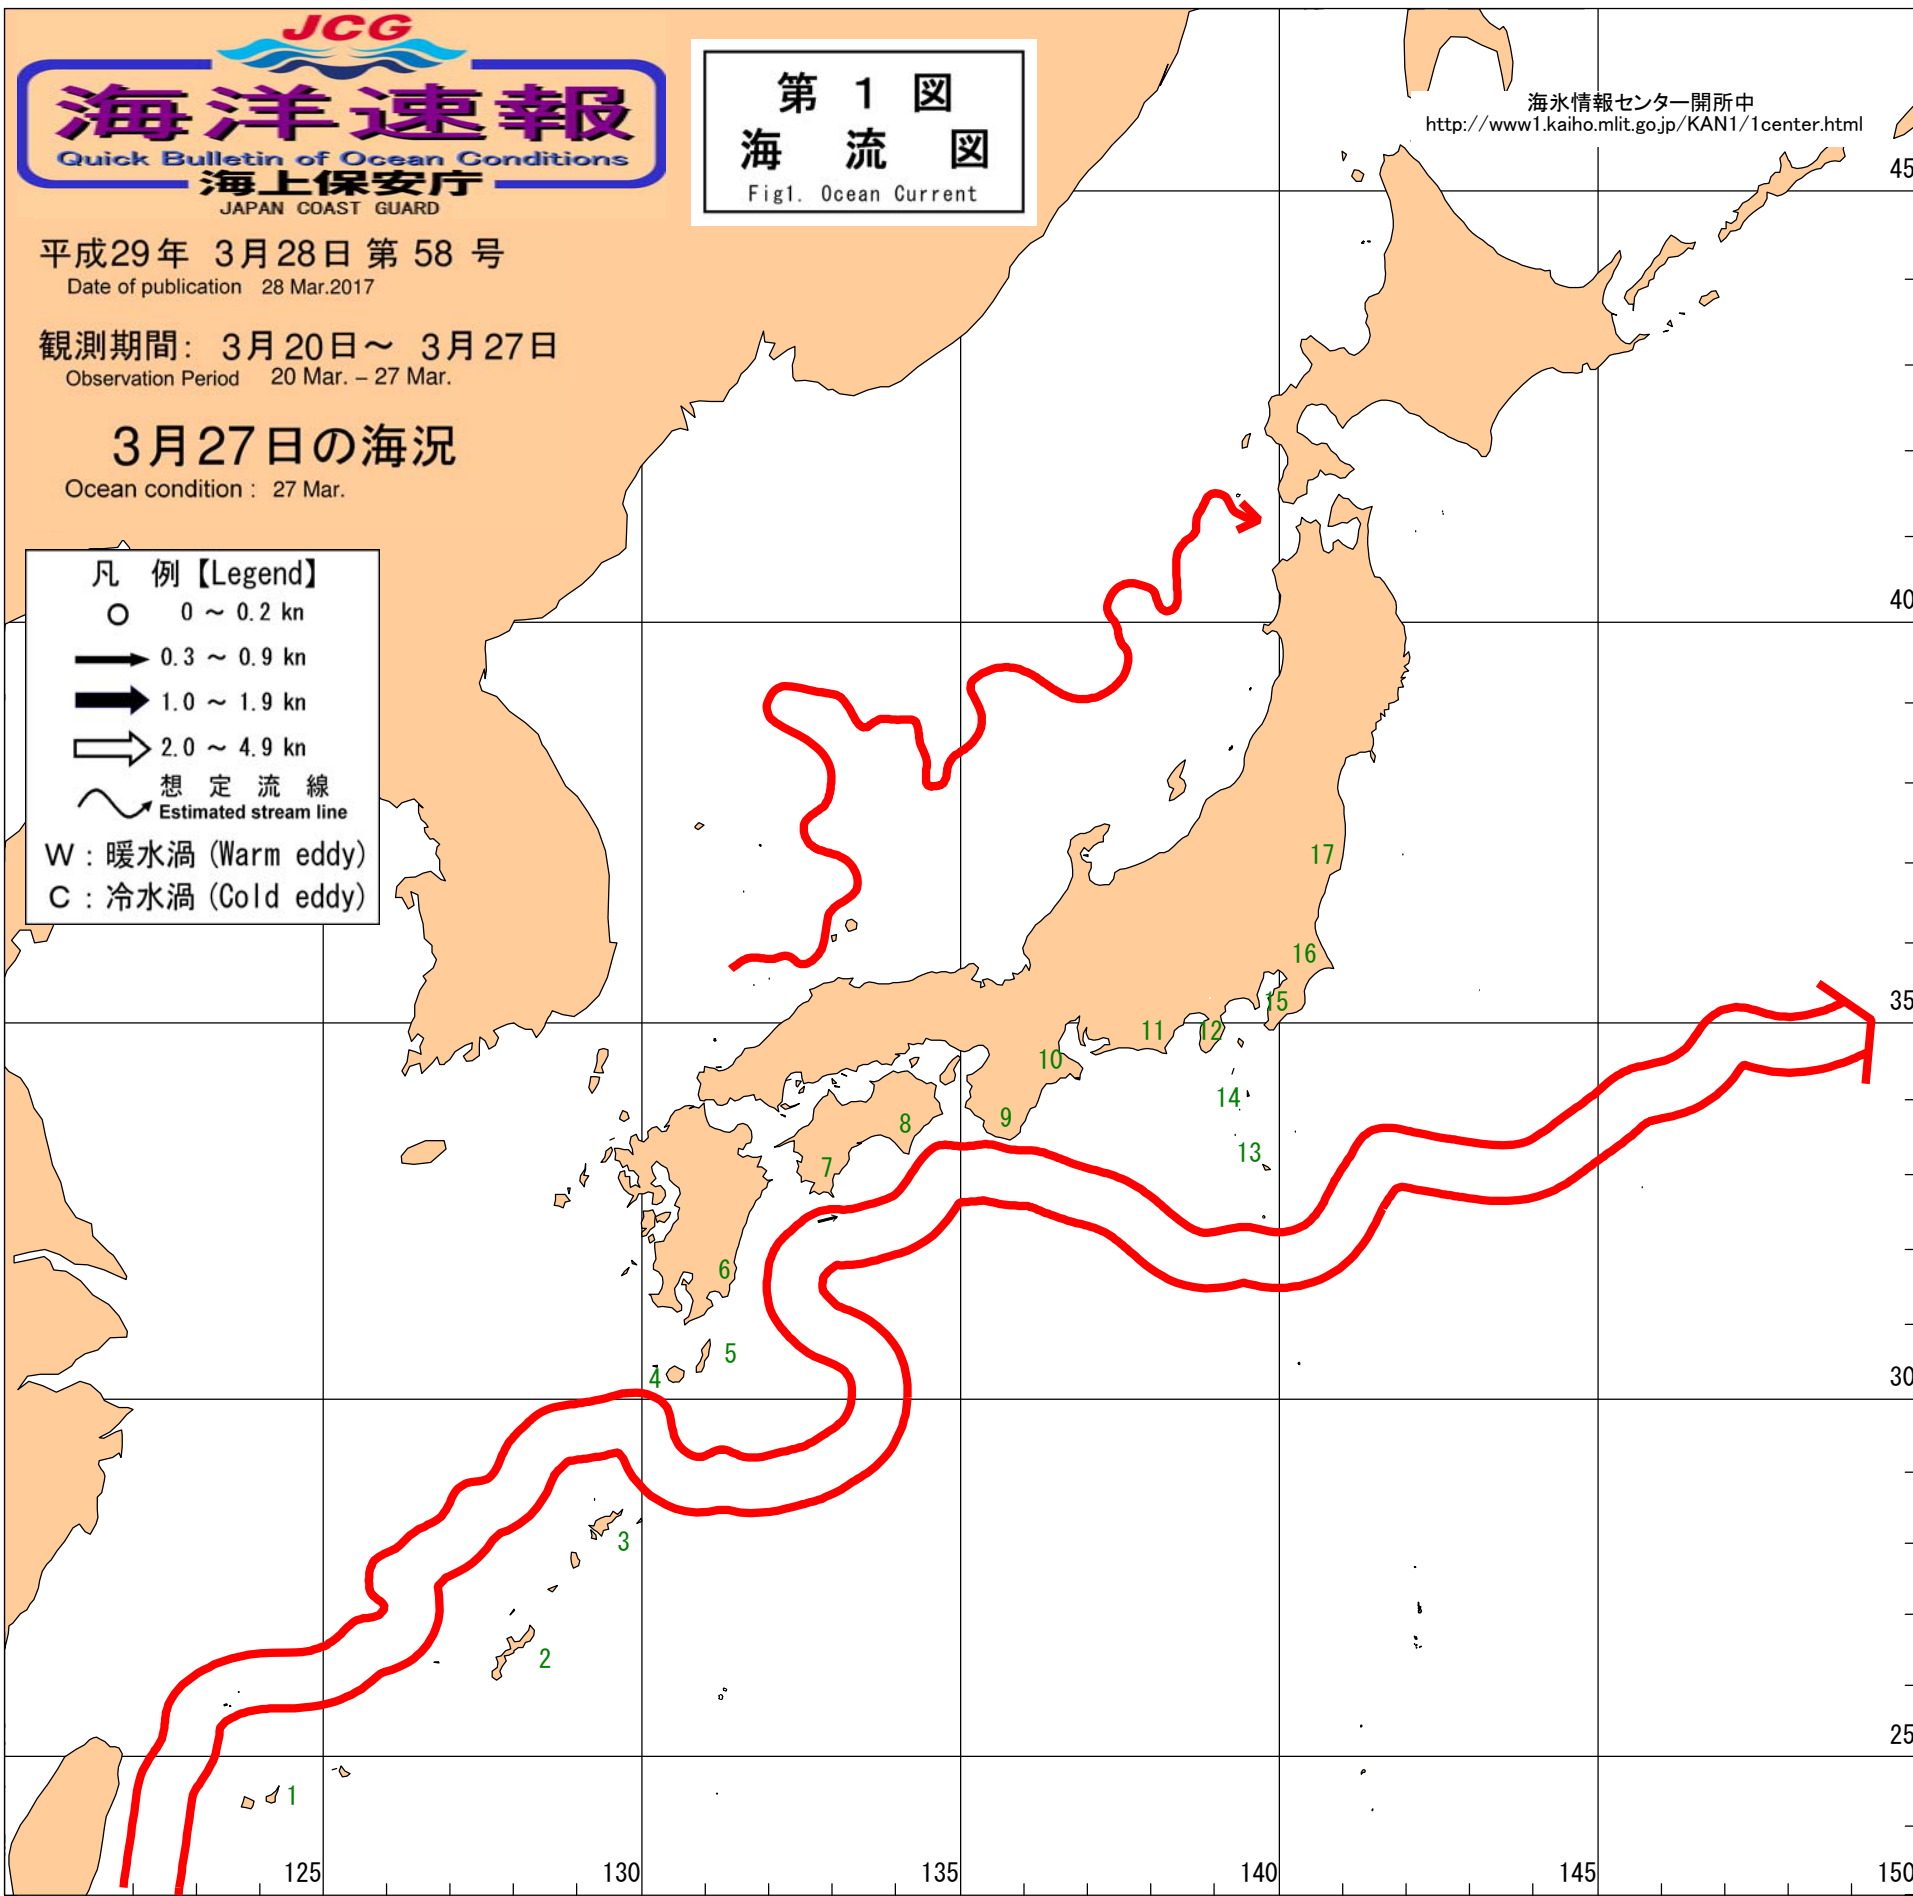 JCG
海洋速報
Quick Bulletin of Ocean Conditions
海上保安庁
JAPAN COAST GUARD
平成29年 3月28日 第 58 号
Date of publication 28 Mar.2017
観測期間: 3月20日～ 3月27日
Observation Period 20 Mar. – 27 Mar.
3月27日の海況
Ocean condition : 27 Mar.
第 1 図
海 流 図
Fig1. Ocean Current
海氷情報センター開所中
http://www1.kaiho.mlit.go.jp/KAN1/1center.html
凡 例【Legend】
0 ～ 0.2 kn
0.3 ～ 0.9 kn
1.0 ～ 1.9 kn
2.0 ～ 4.9 kn
想 定 流 線
Estimated stream line
W : 暖水渦 (Warm eddy)
C : 冷水渦 (Cold eddy)
45
40
35
30
25
17
16
15
12
11
10
14
9
8
13
7
6
5
4
3
2
1
125
130
135
140
145
150